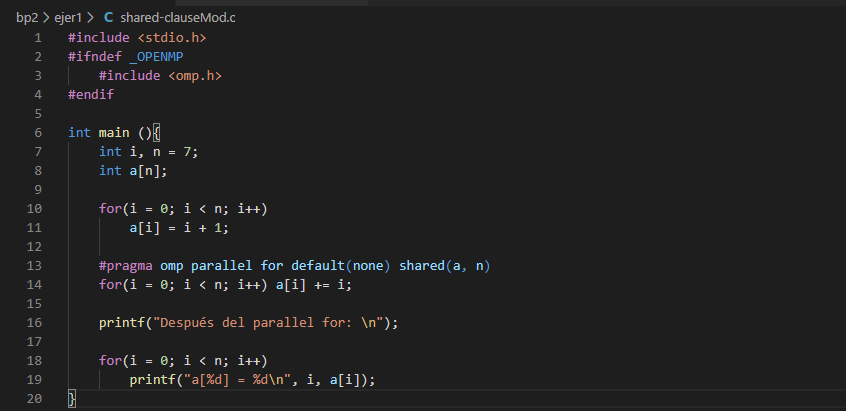 bp2 > ejer1 > C shared-clauseMod.c
1 #include <stdio.h>
2 #ifndef _OPENMP
3     #include <omp.h>
4 #endif
5
6 int main (){
7     int i, n = 7;
8     int a[n];
9
10     for(i = 0; i < n; i++)
11         a[i] = i + 1;
12
13     #pragma omp parallel for default(none) shared(a, n)
14     for(i = 0; i < n; i++) a[i] += i;
15
16     printf("Después del parallel for: \n");
17
18     for(i = 0; i < n; i++)
19         printf("a[%d] = %d\n", i, a[i]);
20 }